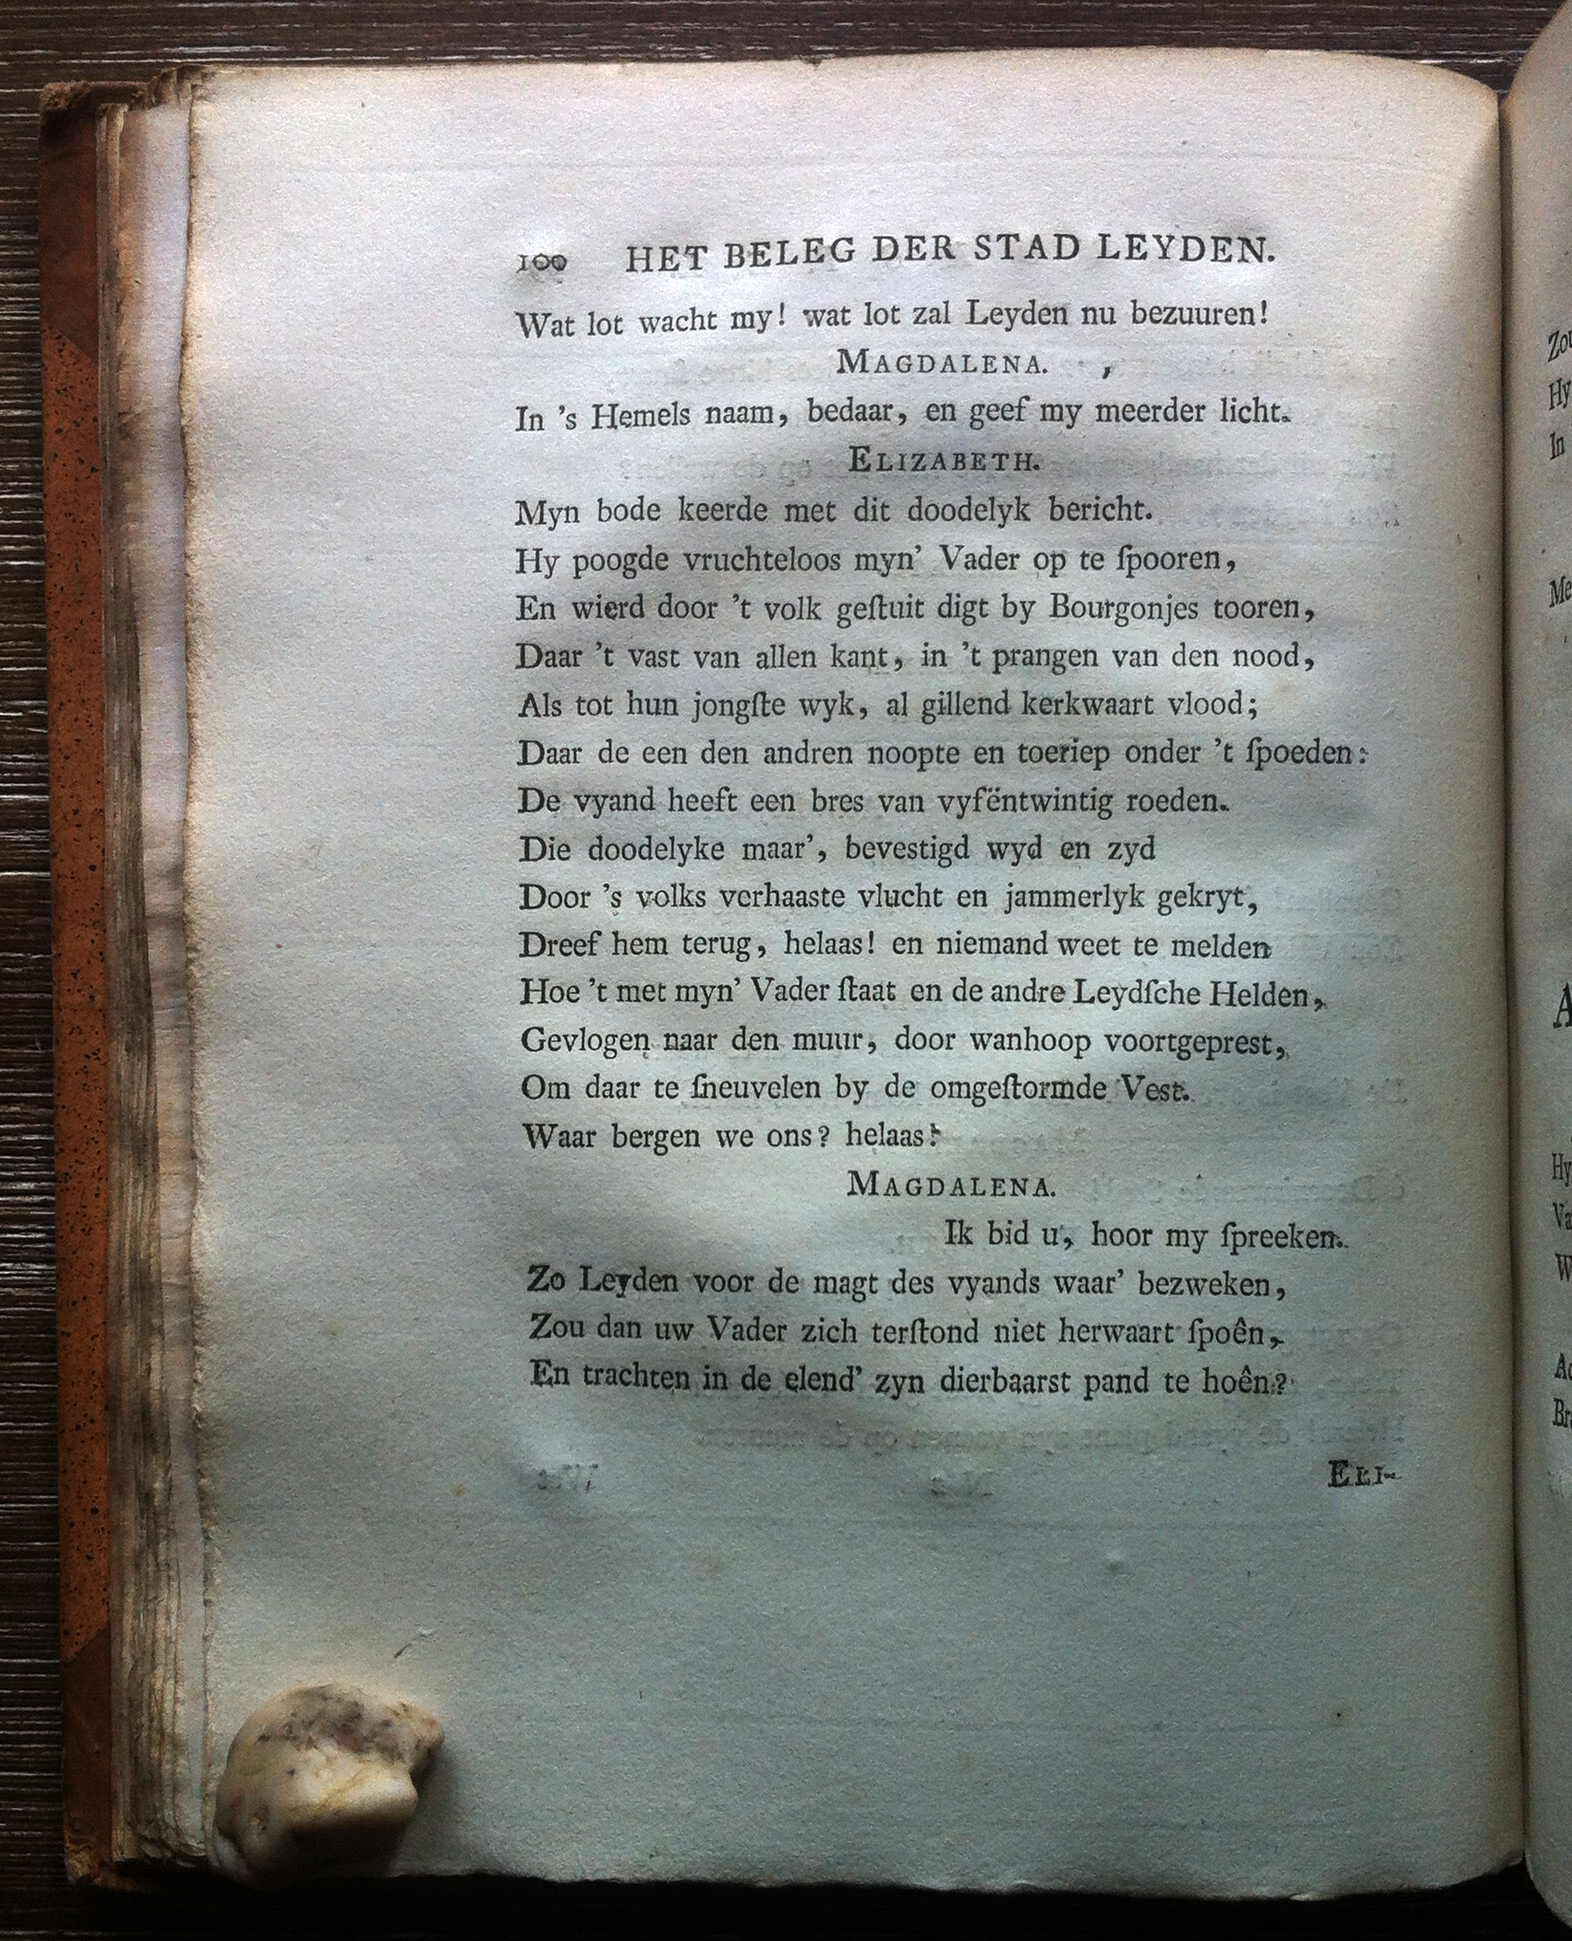 100 HET BELEG DER STAD LEYDEN.
Wat lot wacht my! wat lot zal Leyden nu bezuuren!
MAGDALENA.
In 's Hemels naam, bedaar, en geef my meerder licht.
ELIZABETH.
Myn bode keerde met dit doodelyk bericht.
Hy poogde vruchteloos myn' Vader op te ſpooren,
En wierd door 't volk geſtuit digt by Bourgonjes tooren,
Daar 't vast van allen kant, in 't prangen van den nood,
Als tot hun jongſte wyk, al gillend kerkwaart vlood;
Daar de een den andren noopte en toeriep onder 't ſpoeden:
De vyand heeft een bres van vyfëntwintig roeden.
Die doodelyke maar', bevestigd wyd en zyd
Door 's volks verhaaste vlucht en jammerlyk gekryt,
Dreef hem terug, helaas! en niemand weet te melden
Hoe 't met myn' Vader ſtaat en de andre Leydſche Helden,
Gevlogen naar den muur, door wanhoop voortgeprest,
Om daar te ſneuvelen by de omgeſtormde Vest.
Waar bergen we ons? helaas!
MAGDALENA.
Ik bid u, hoor my ſpreeken.
Zo Leyden voor de magt des vyands waar' bezweken,
Zou dan uw Vader zich terſtond niet herwaart ſpoên,
En trachten in de elend' zyn dierbaarst pand te hoên?
ELI-
Zou
Hy
In
Me
A
Hy
Va
W
Ac
Br